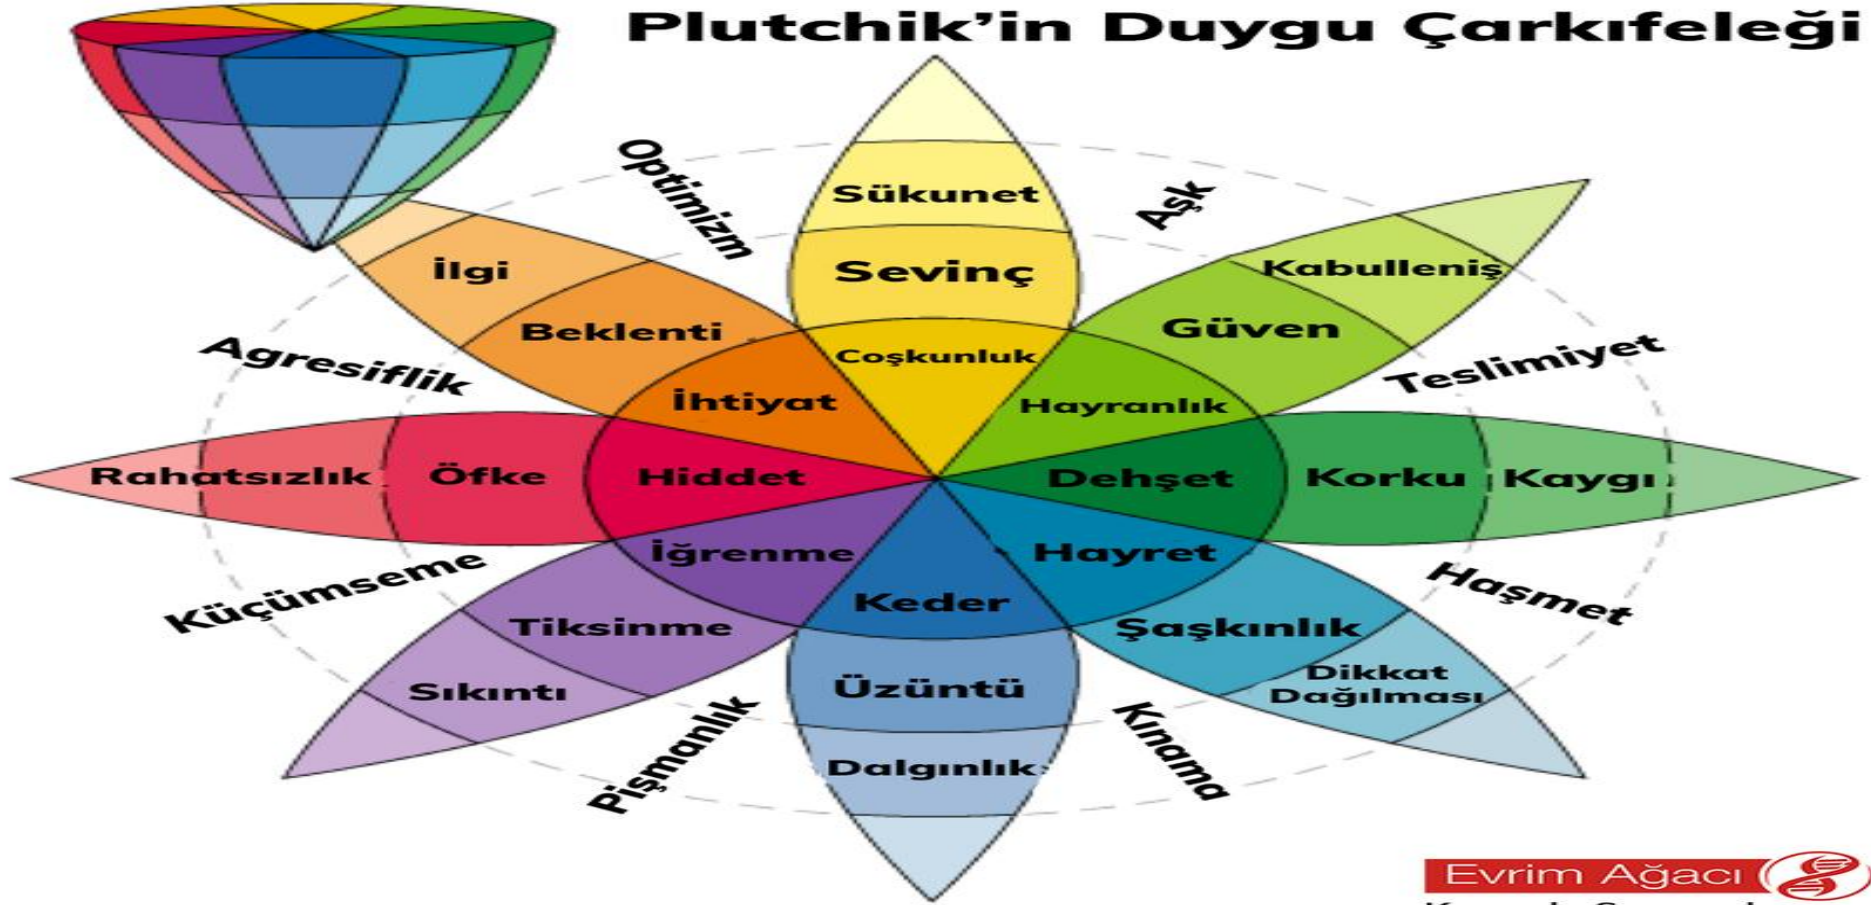 Plutchik’in Duygu Çarkıfeleği
Optimizm
Aşk
Sükunet
Sevinç
Coşkunluk
İlgi
Beklenti
İhtiyat
Kabulleniş
Güven
Hayranlık
Agresiflik
Teslimiyet
Rahatsızlık Öfke Hiddet Dehşet Korku Kaygı
Küçümseme
Haşmet
İğrenme
Tiksinme
Sıkıntı
Keder
Üzüntü
Dalgınlık
Hayret
Şaşkınlık
Dikkat
Dağılması
Pişmanlık
Kınama
Evrim Ağacı